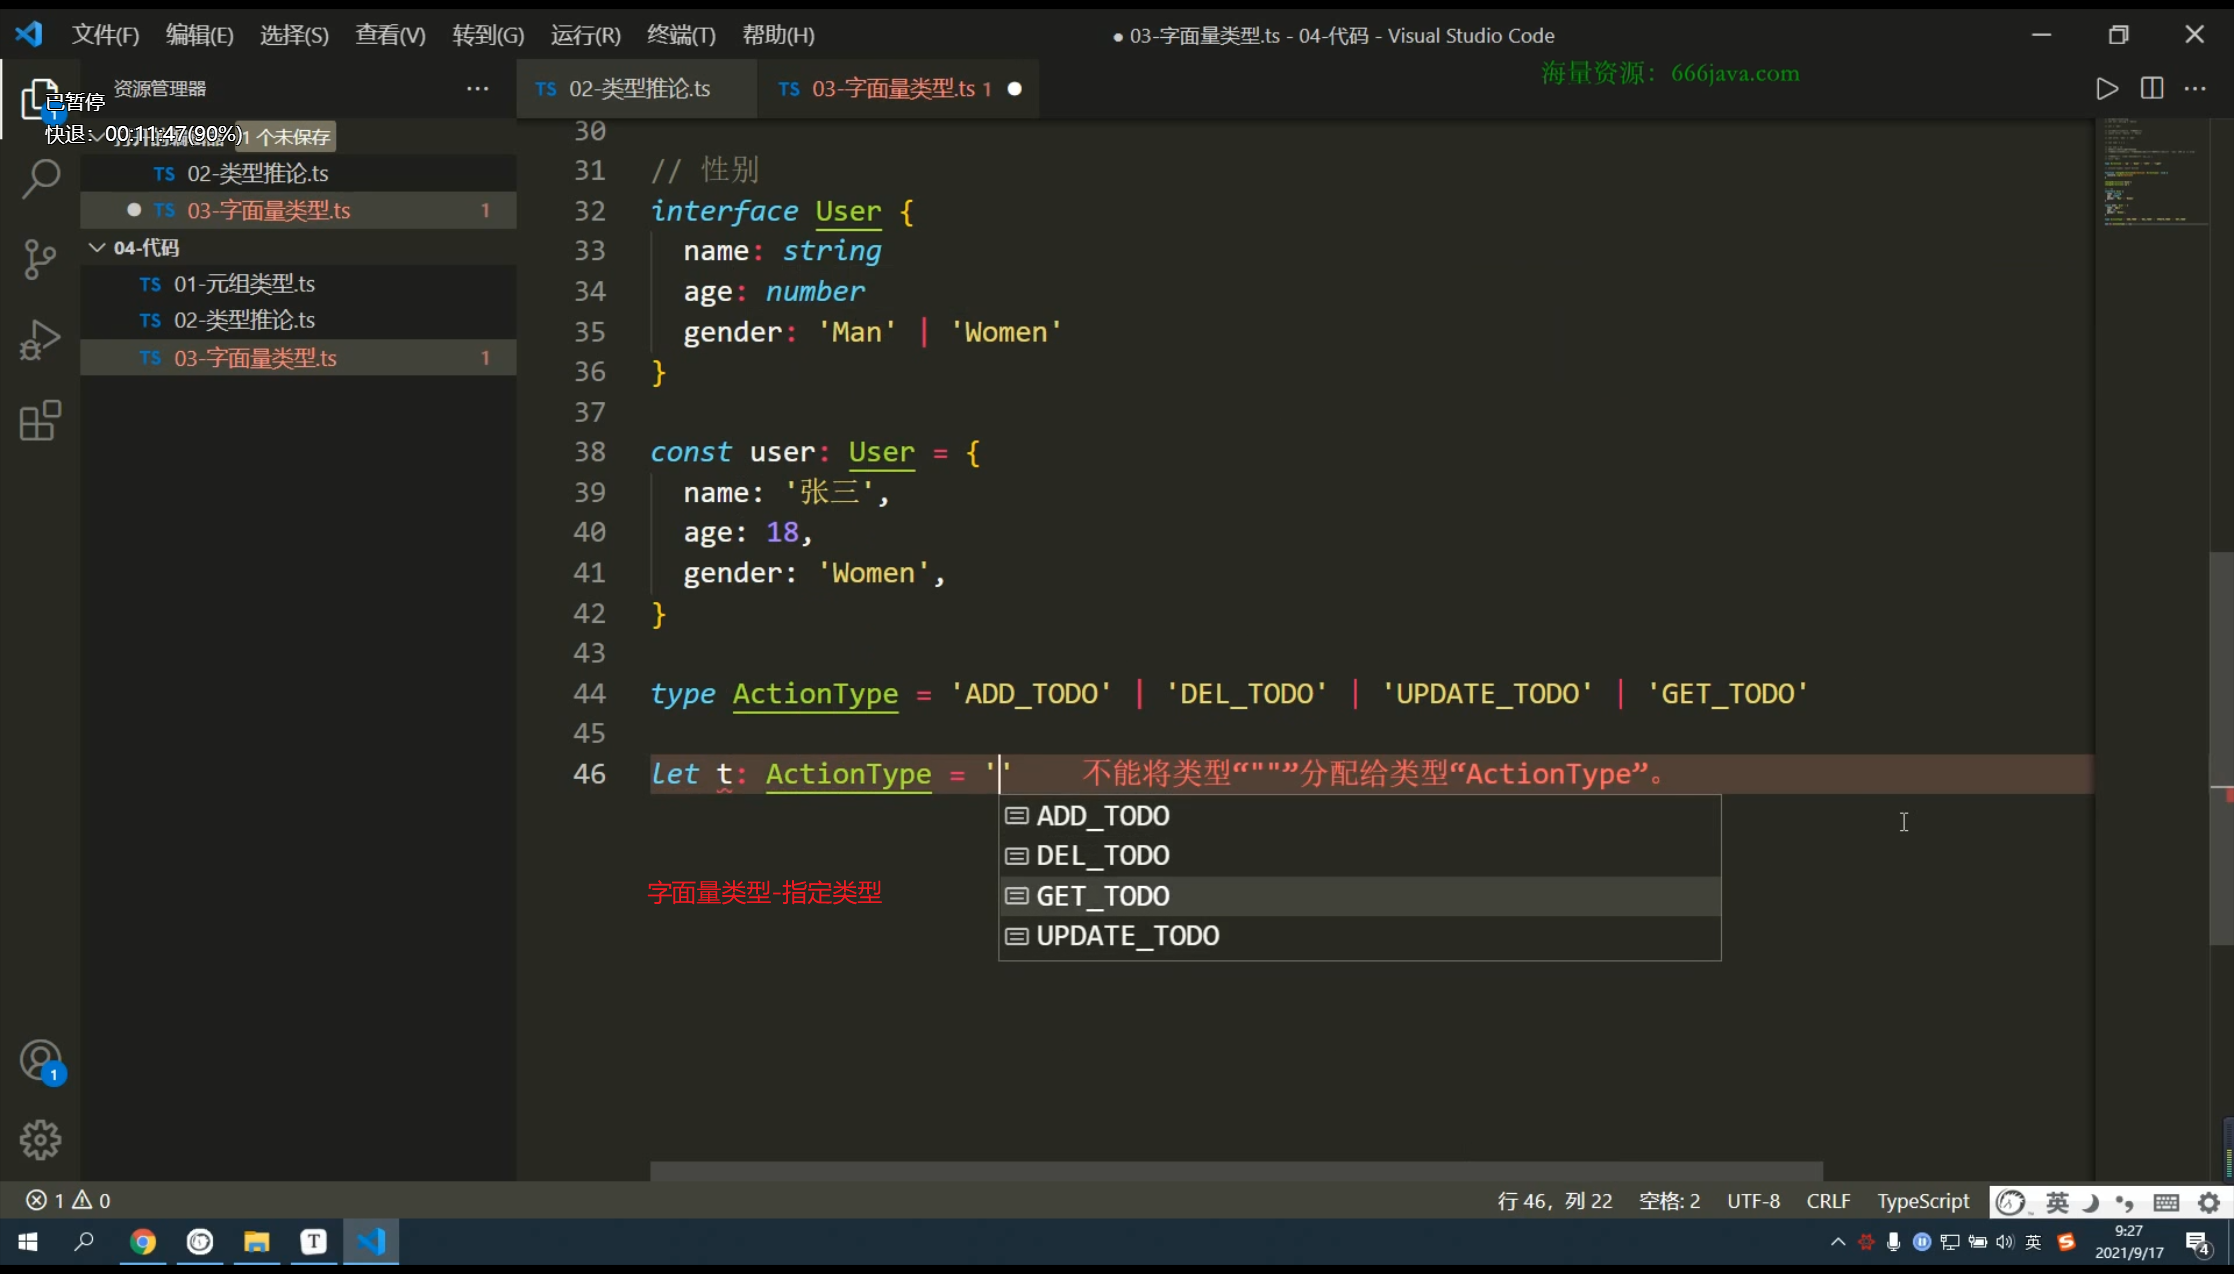 文件(F) 编辑(E) 选择(S) 查看(V) 转到(G) 运行(R) 终端(T) 帮助(H)
● 03-字面量类型.ts - 04-代码 - Visual Studio Code
海量资源：666java.com
资源管理器 ···
TS 02-类型推论.ts
TS 03-字面量类型.ts 1 ●
已暂停
快退：00:11:47(90%)
1 个未保存
TS 02-类型推论.ts
● TS 03-字面量类型.ts 1
04-代码
TS 01-元组类型.ts
TS 02-类型推论.ts
TS 03-字面量类型.ts 1
30
31 // 性别
32 interface User {
33 name: string
34 age: number
35 gender: 'Man' | 'Women'
36 }
37
38 const user: User = {
39 name: '张三',
40 age: 18,
41 gender: 'Women',
42 }
43
44 type ActionType = 'ADD_TODO' | 'DEL_TODO' | 'UPDATE_TODO' | 'GET_TODO'
45
46 let t: ActionType = '' 不能将类型“""”分配给类型“ActionType”。
ADD_TODO
DEL_TODO
GET_TODO
UPDATE_TODO
字面量类型-指定类型
1
1
1 0
行 46，列 22 空格: 2 UTF-8 CRLF TypeScript
英
T
英
9:27
2021/9/17
4